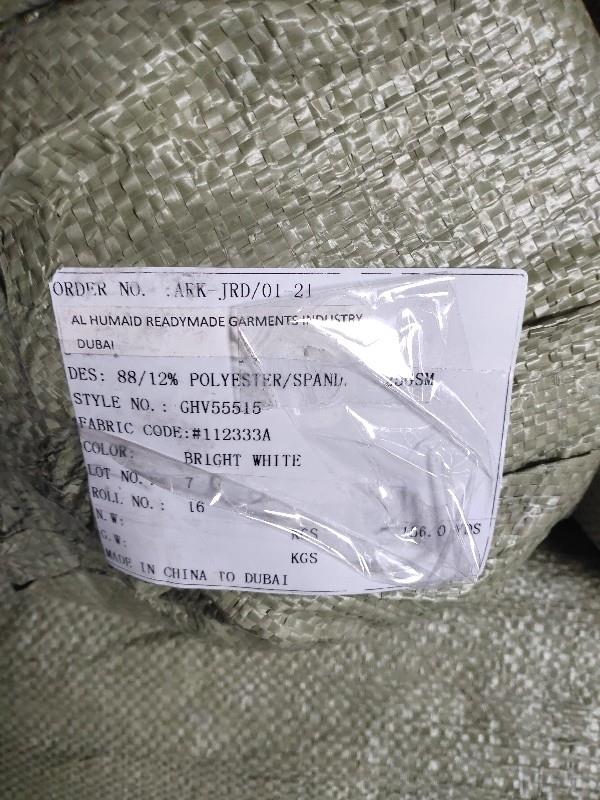 ORDER NO. :ARK-JRD/01-21
AL HUMAID READYMADE GARMENTS INDUSTRY
DUBAI
DES: 88/12% POLYESTER/SPAND.
STYLE NO.: GHV55515
FABRIC CODE:#112333A
COLOR: BRIGHT WHITE
LOT NO.: 7
ROLL NO.: 16
N.W: KGS YDS
G.W: KGS
MADE IN CHINA TO DUBAI